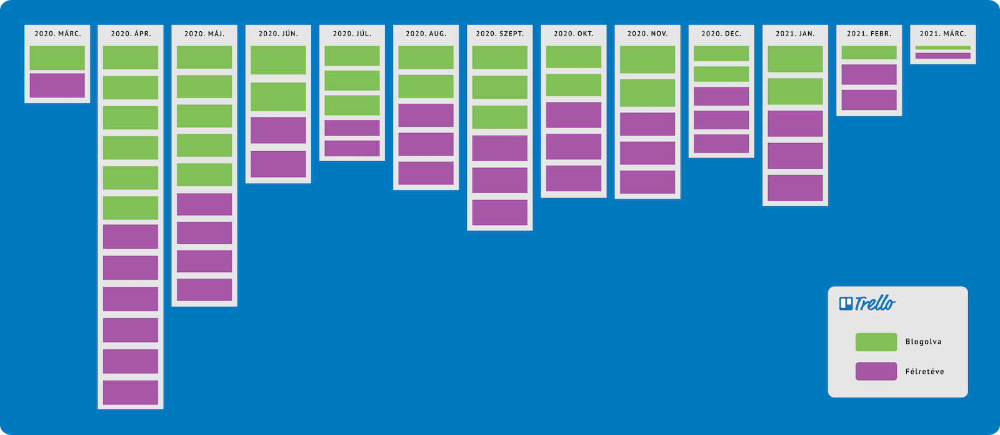 2020. MÁRC.
2020. ÁPR.
2020. MÁJ.
2020. JÚN.
2020. JÚL.
2020. AUG.
2020. SZEPT.
2020. OKT.
2020. NOV.
2020. DEC.
2021. JAN.
2021. FEBR.
2021. MÁRC.
Trello
Blogolva
Félretéve